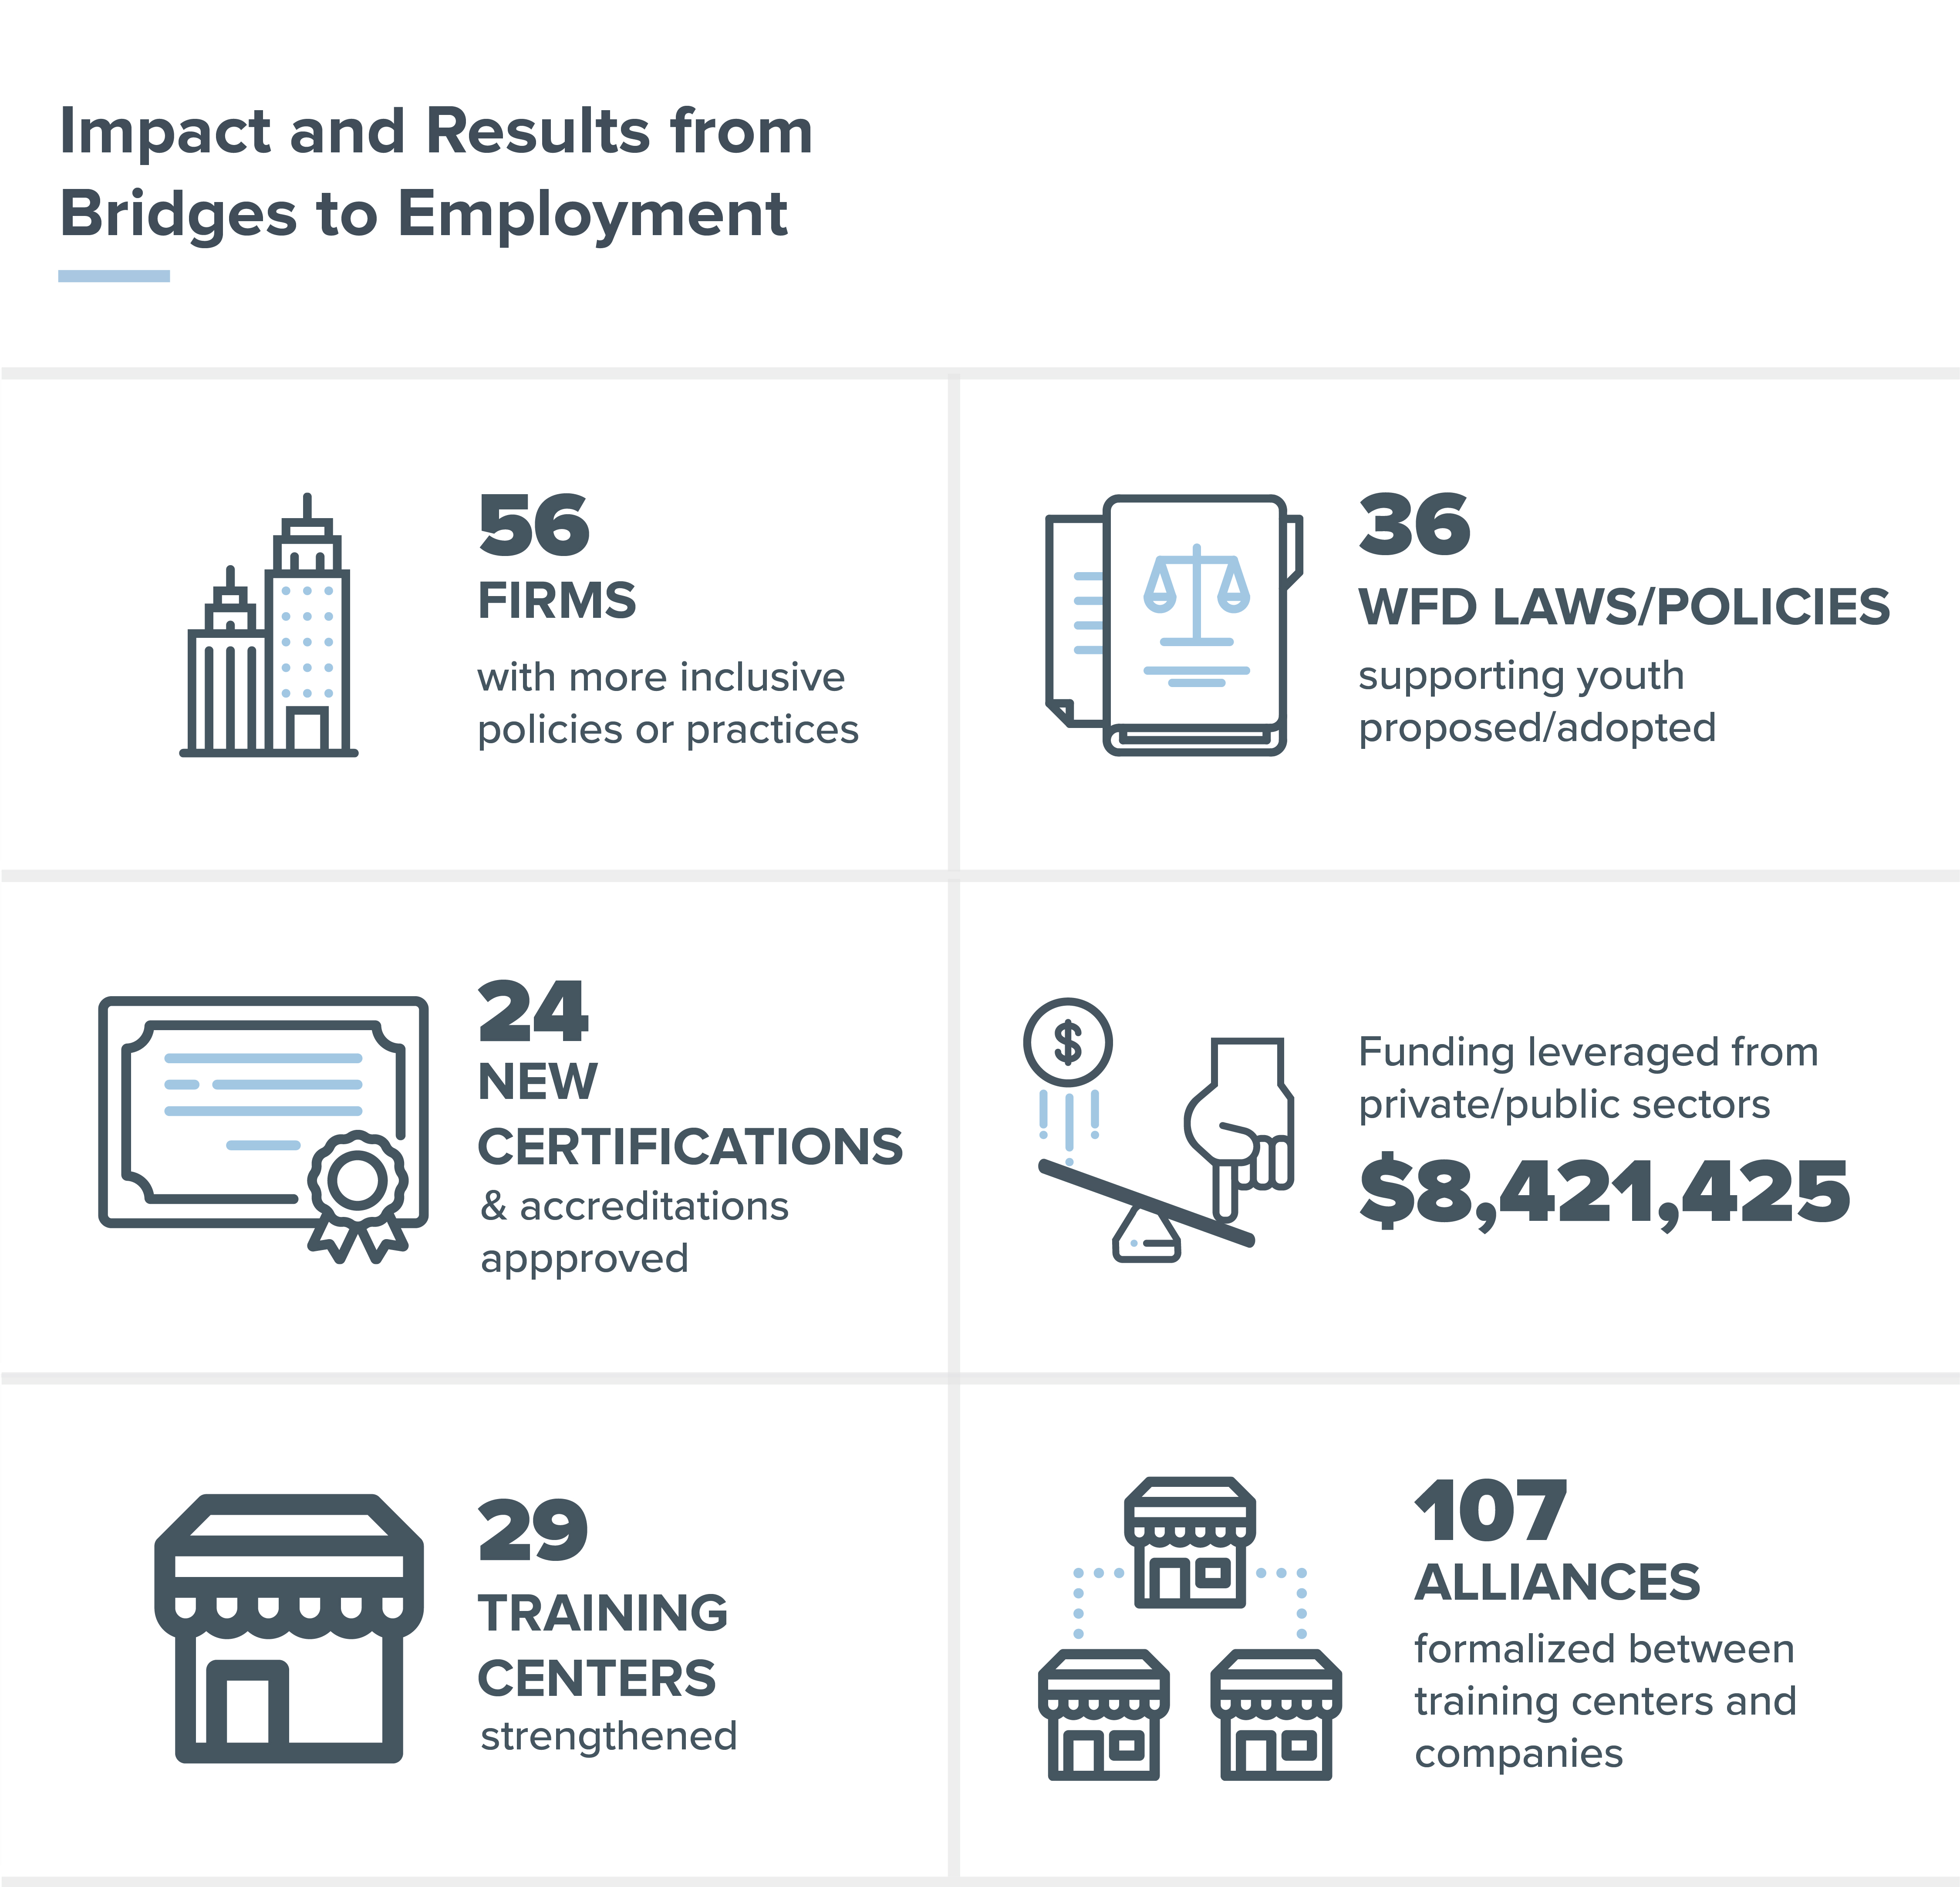 Impact and Results from
Bridges to Employment
56
FIRMS
with more inclusive
policies or practices
36
WFD LAWS/POLICIES
supporting youth
proposed/adopted
24
NEW
CERTIFICATIONS
& accreditations
appproved
$
Funding leveraged from
private/public sectors
$8,421,425
29
TRAINING
CENTERS
strengthened
107
ALLIANCES
formalized between
training centers and
companies